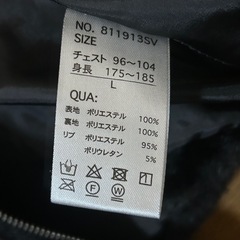 NO. 811913SV
SIZE
チェスト 96~104
身長 175~185
L
QUA:
表地 ポリエステル 100%
裏地 ポリエステル 100%
リブ ポリエステル 95%
ポリウレタン 5%